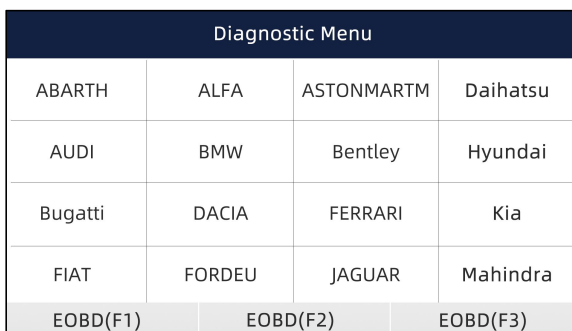 Diagnostic Menu
ABARTH ALFA ASTONMARTM Daihatsu
AUDI BMW Bentley Hyundai
Bugatti DACIA FERRARI Kia
FIAT FORDEU JAGUAR Mahindra
EOBD(F1) EOBD(F2) EOBD(F3)